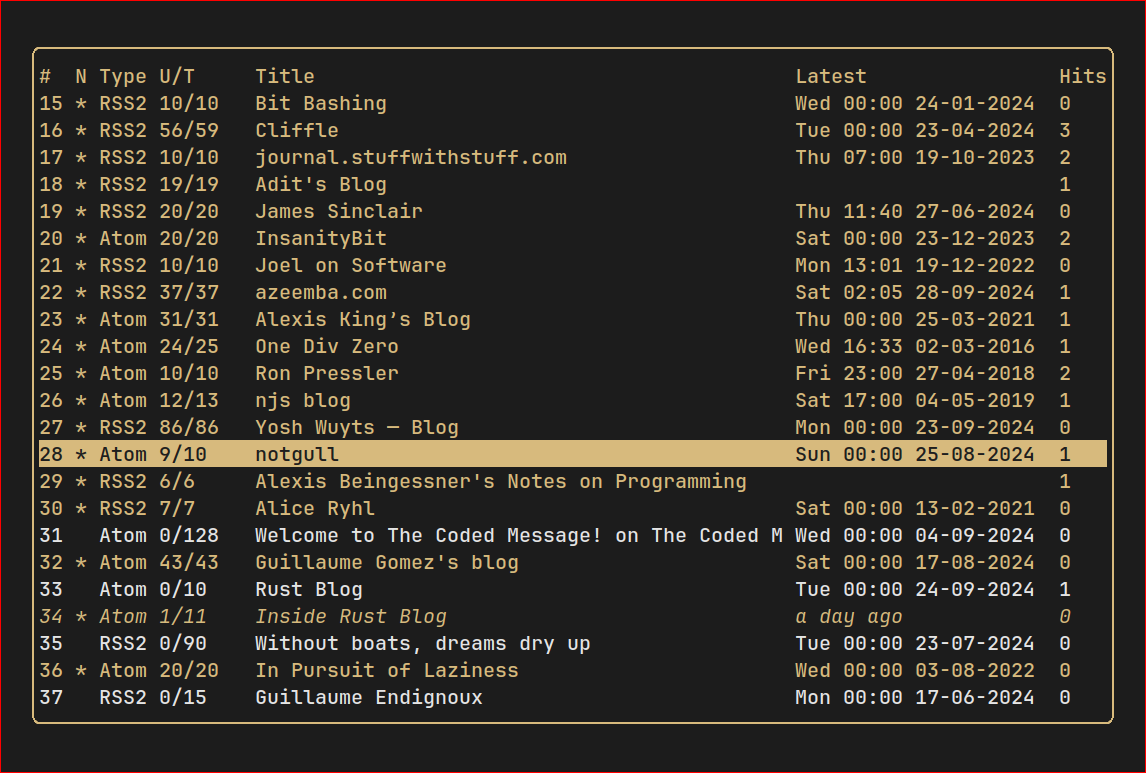 #  N Type U/T     Title                                        Latest                Hits
15 * RSS2 10/10   Bit Bashing                                  Wed 00:00 24-01-2024  0
16 * RSS2 56/59   Cliffle                                      Tue 00:00 23-04-2024  3
17 * RSS2 10/10   journal.stuffwithstuff.com                   Thu 07:00 19-10-2023  2
18 * RSS2 19/19   Adit's Blog                                                        1
19 * RSS2 20/20   James Sinclair                               Thu 11:40 27-06-2024  0
20 * Atom 20/20   InsanityBit                                  Sat 00:00 23-12-2023  2
21 * RSS2 10/10   Joel on Software                             Mon 13:01 19-12-2022  0
22 * RSS2 37/37   azeemba.com                                  Sat 02:05 28-09-2024  1
23 * Atom 31/31   Alexis King’s Blog                           Thu 00:00 25-03-2021  1
24 * Atom 24/25   One Div Zero                                 Wed 16:33 02-03-2016  1
25 * Atom 10/10   Ron Pressler                                 Fri 23:00 27-04-2018  2
26 * Atom 12/13   njs blog                                     Sat 17:00 04-05-2019  1
27 * RSS2 86/86   Yosh Wuyts — Blog                            Mon 00:00 23-09-2024  0
28 * Atom 9/10    notgull                                      Sun 00:00 25-08-2024  1
29 * RSS2 6/6     Alexis Beingessner's Notes on Programming                          1
30 * RSS2 7/7     Alice Ryhl                                   Sat 00:00 13-02-2021  0
31   Atom 0/128   Welcome to The Coded Message! on The Coded M Wed 00:00 04-09-2024  0
32 * Atom 43/43   Guillaume Gomez's blog                       Sat 00:00 17-08-2024  0
33   Atom 0/10    Rust Blog                                    Tue 00:00 24-09-2024  1
34 * Atom 1/11    Inside Rust Blog                             a day ago             0
35   RSS2 0/90    Without boats, dreams dry up                 Tue 00:00 23-07-2024  0
36 * Atom 20/20   In Pursuit of Laziness                       Wed 00:00 03-08-2022  0
37   RSS2 0/15    Guillaume Endignoux                          Mon 00:00 17-06-2024  0